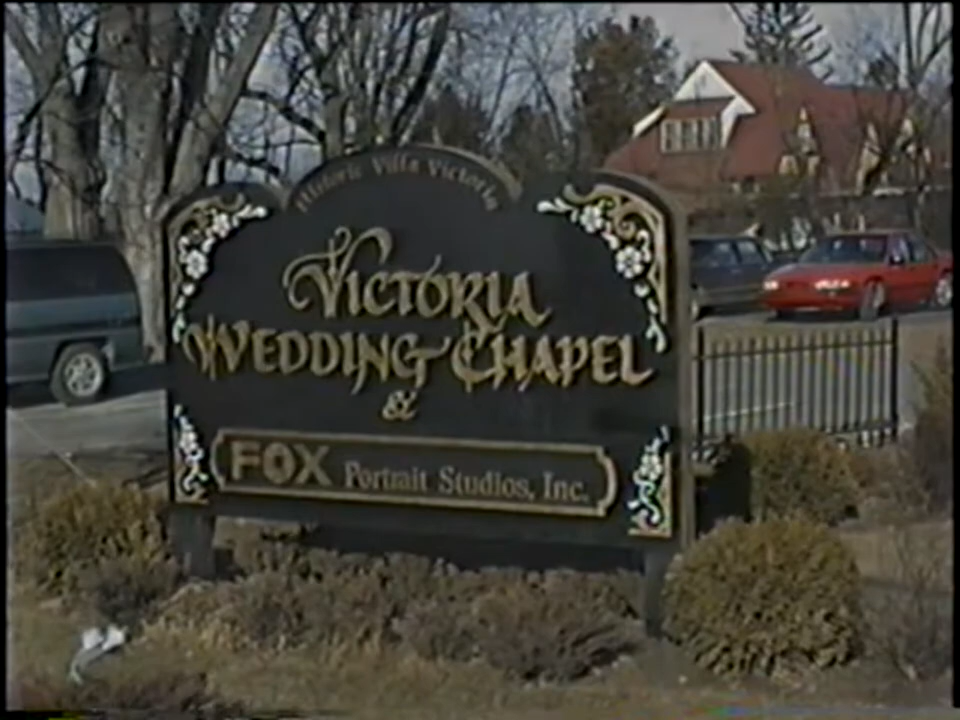 Historic Villa Victoria
VICTORIA
WEDDING CHAPEL
&
FOX Portrait Studios, Inc.